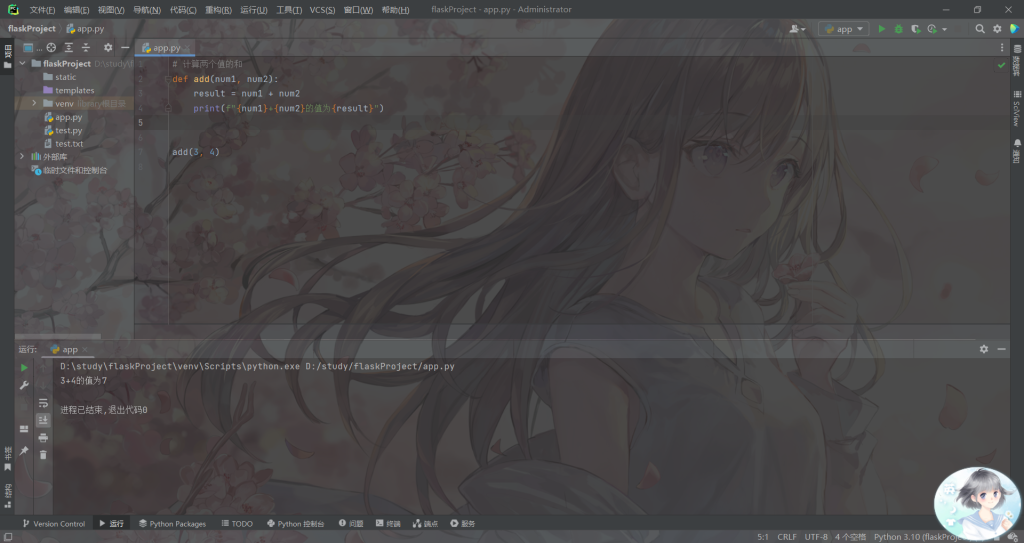 文件(F) 编辑(E) 视图(V) 导航(N) 代码(C) 重构(R) 运行(U) 工具(T) VCS(S) 窗口(W) 帮助(H) flaskProject - app.py - Administrator
flaskProject app.py app
项目 ... app.py
flaskProject D:\study\f
static
templates
venv library根目录
app.py
test.py
test.txt
外部库
临时文件和控制台
1 # 计算两个值的和
2 def add(num1, num2):
3 result = num1 + num2
4 print(f"{num1}+{num2}的值为{result}")
5
add(3, 4)
数据库
SciView
通知
运行: app
D:\study\flaskProject\venv\Scripts\python.exe D:/study/flaskProject/app.py
3+4的值为7
进程已结束,退出代码0
书签
结构
Version Control 运行 Python Packages TODO Python 控制台 问题 终端 端点 服务
5:1 CRLF UTF-8 4 个空格 Python 3.10 (flaskProje